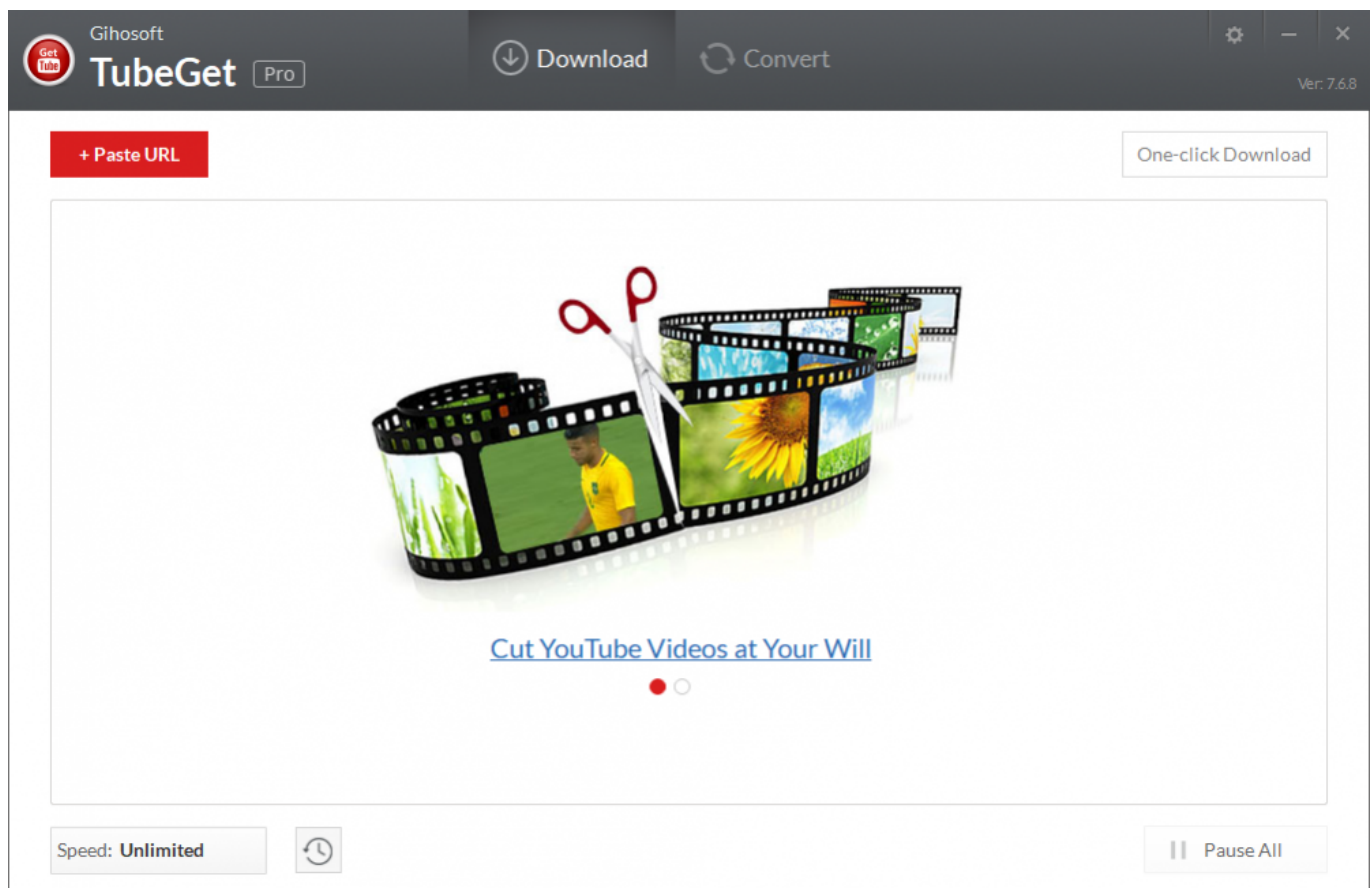 Gihosoft
Get
Tube
TubeGet Pro
Download
Convert
Ver: 7.6.8
+ Paste URL
One-click Download
Cut YouTube Videos at Your Will
Speed: Unlimited
Pause All